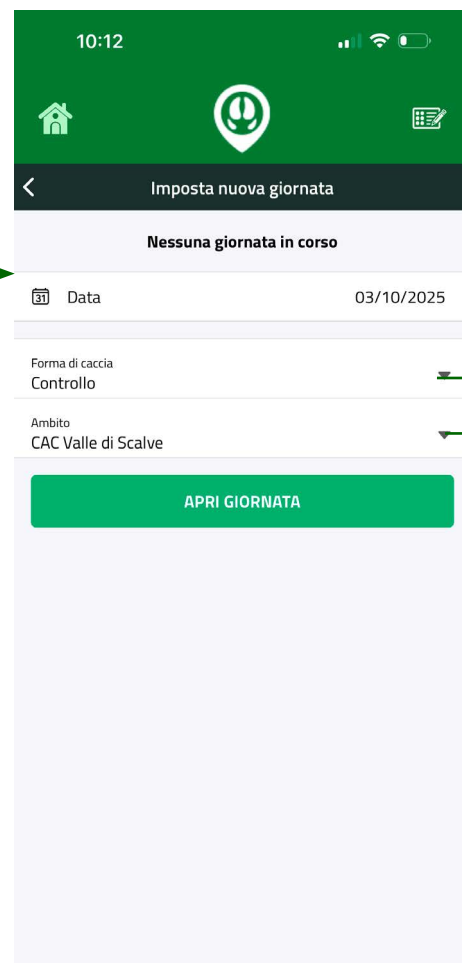 10:12
Imposta nuova giornata
Nessuna giornata in corso
31 Data 03/10/2025
Forma di caccia
Controllo
Ambito
CAC Valle di Scalve
APRI GIORNATA